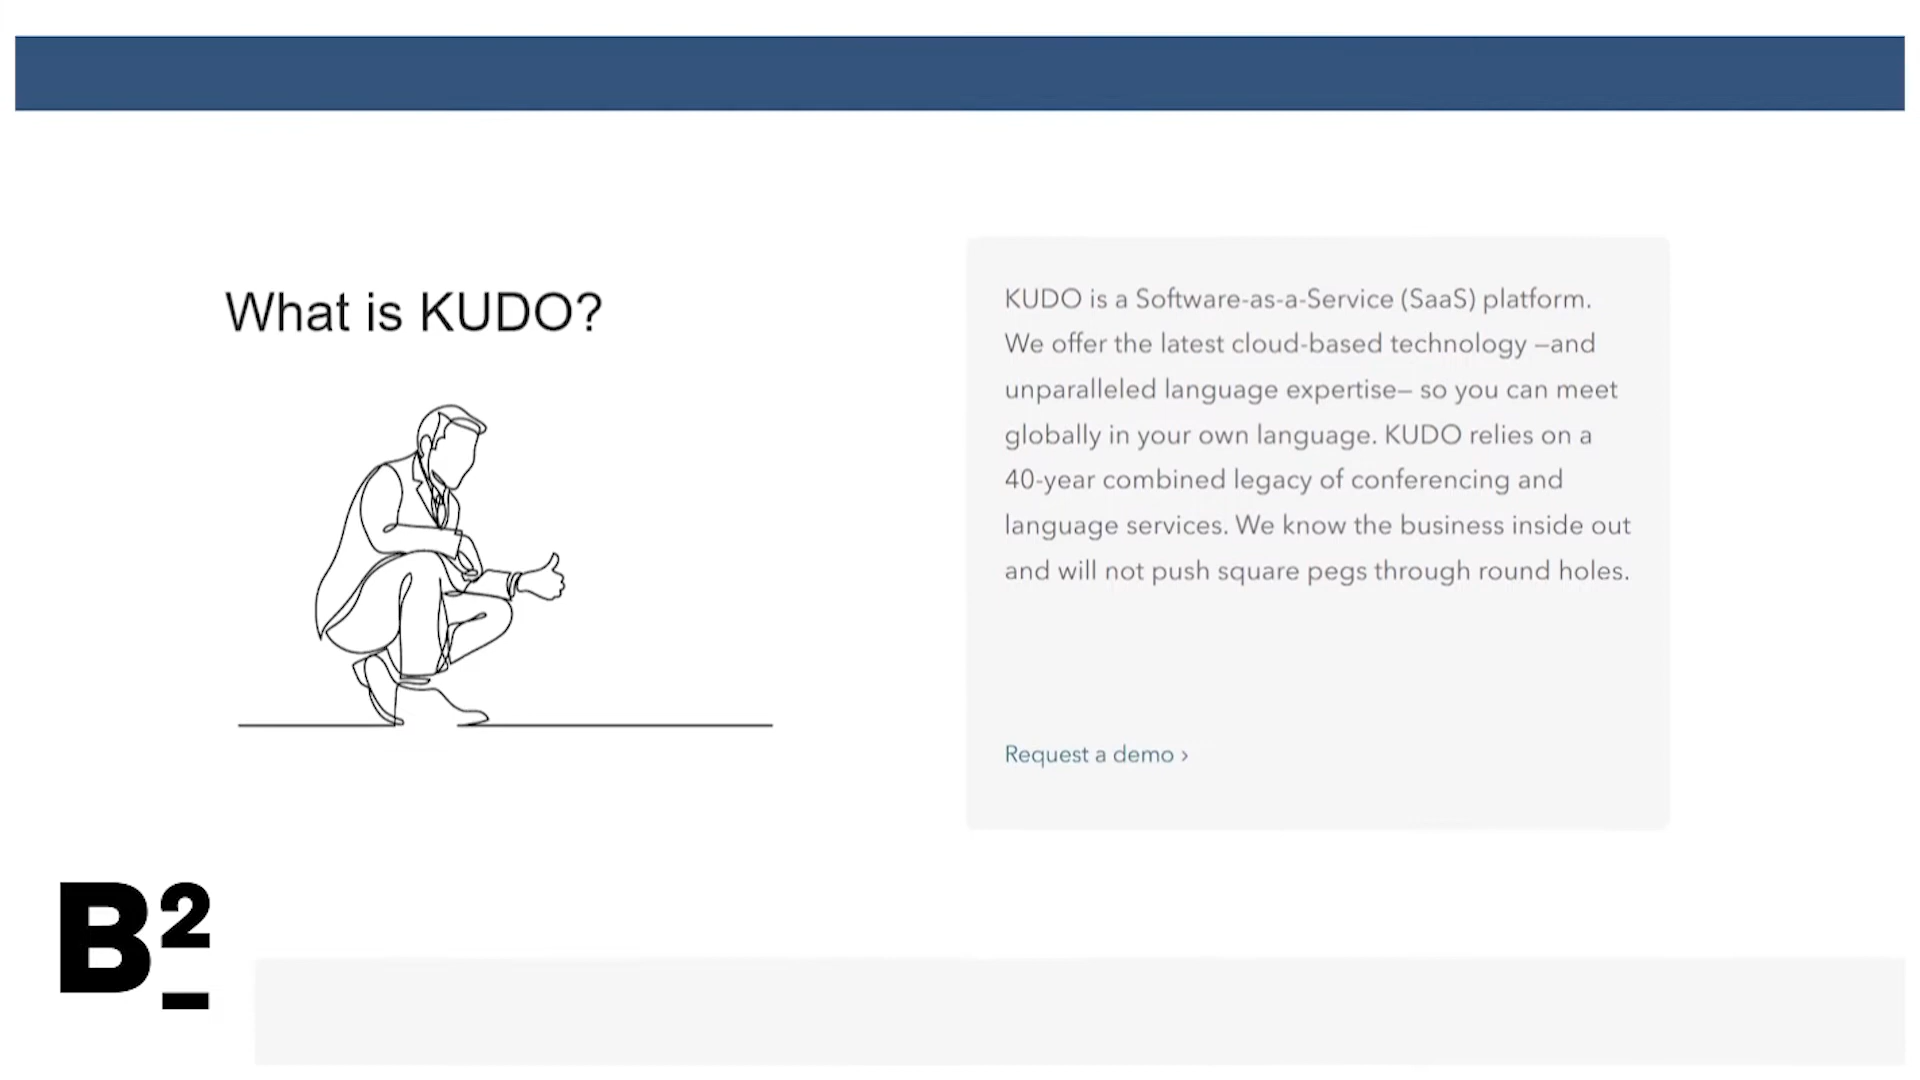 What is KUDO?
KUDO is a Software-as-a-Service (SaaS) platform.
We offer the latest cloud-based technology –and
unparalleled language expertise– so you can meet
globally in your own language. KUDO relies on a
40-year combined legacy of conferencing and
language services. We know the business inside out
and will not push square pegs through round holes.
Request a demo ›
B2